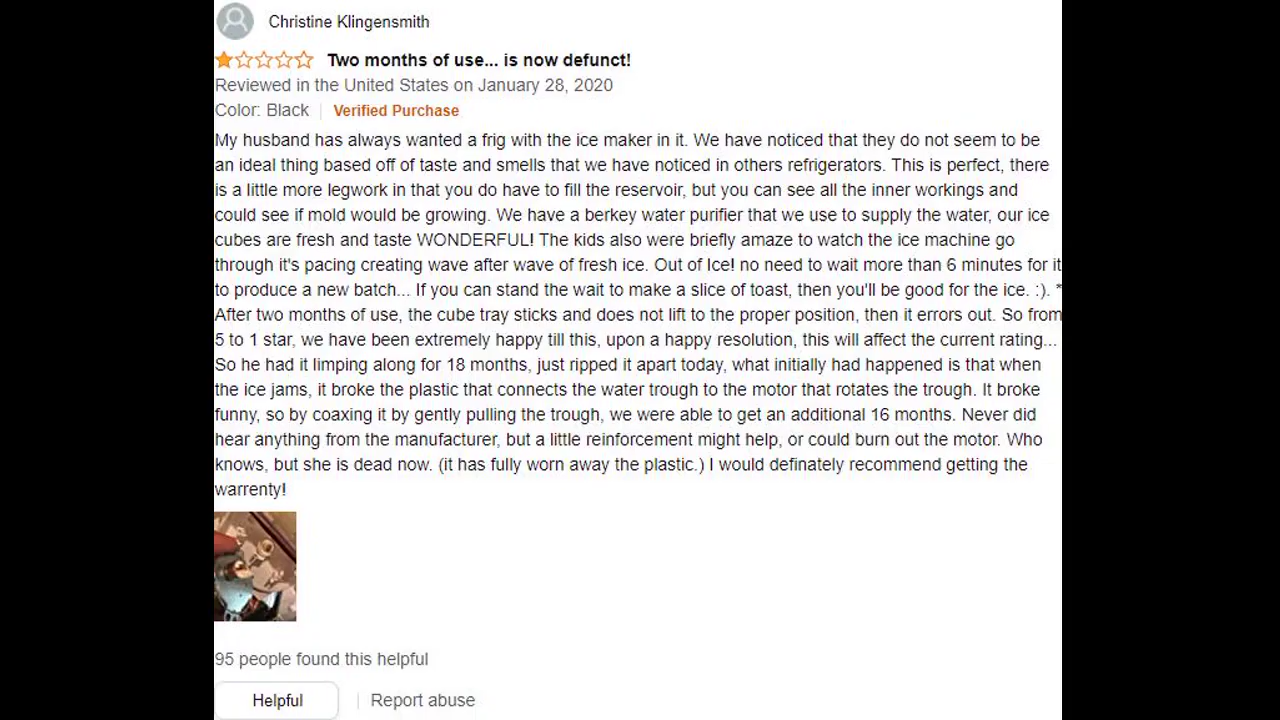 Christine Klingensmith
Two months of use... is now defunct!
Reviewed in the United States on January 28, 2020
Color: Black | Verified Purchase
My husband has always wanted a frig with the ice maker in it. We have noticed that they do not seem to be
an ideal thing based off of taste and smells that we have noticed in others refrigerators. This is perfect, there
is a little more legwork in that you do have to fill the reservoir, but you can see all the inner workings and
could see if mold would be growing. We have a berkey water purifier that we use to supply the water, our ice
cubes are fresh and taste WONDERFUL! The kids also were briefly amaze to watch the ice machine go
through it's pacing creating wave after wave of fresh ice. Out of Ice! no need to wait more than 6 minutes for it
to produce a new batch... If you can stand the wait to make a slice of toast, then you'll be good for the ice. :). *
After two months of use, the cube tray sticks and does not lift to the proper position, then it errors out. So from
5 to 1 star, we have been extremely happy till this, upon a happy resolution, this will affect the current rating...
So he had it limping along for 18 months, just ripped it apart today, what initially had happened is that when
the ice jams, it broke the plastic that connects the water trough to the motor that rotates the trough. It broke
funny, so by coaxing it by gently pulling the trough, we were able to get an additional 16 months. Never did
hear anything from the manufacturer, but a little reinforcement might help, or could burn out the motor. Who
knows, but she is dead now. (it has fully worn away the plastic.) I would definately recommend getting the
warrenty!
95 people found this helpful
Helpful | Report abuse